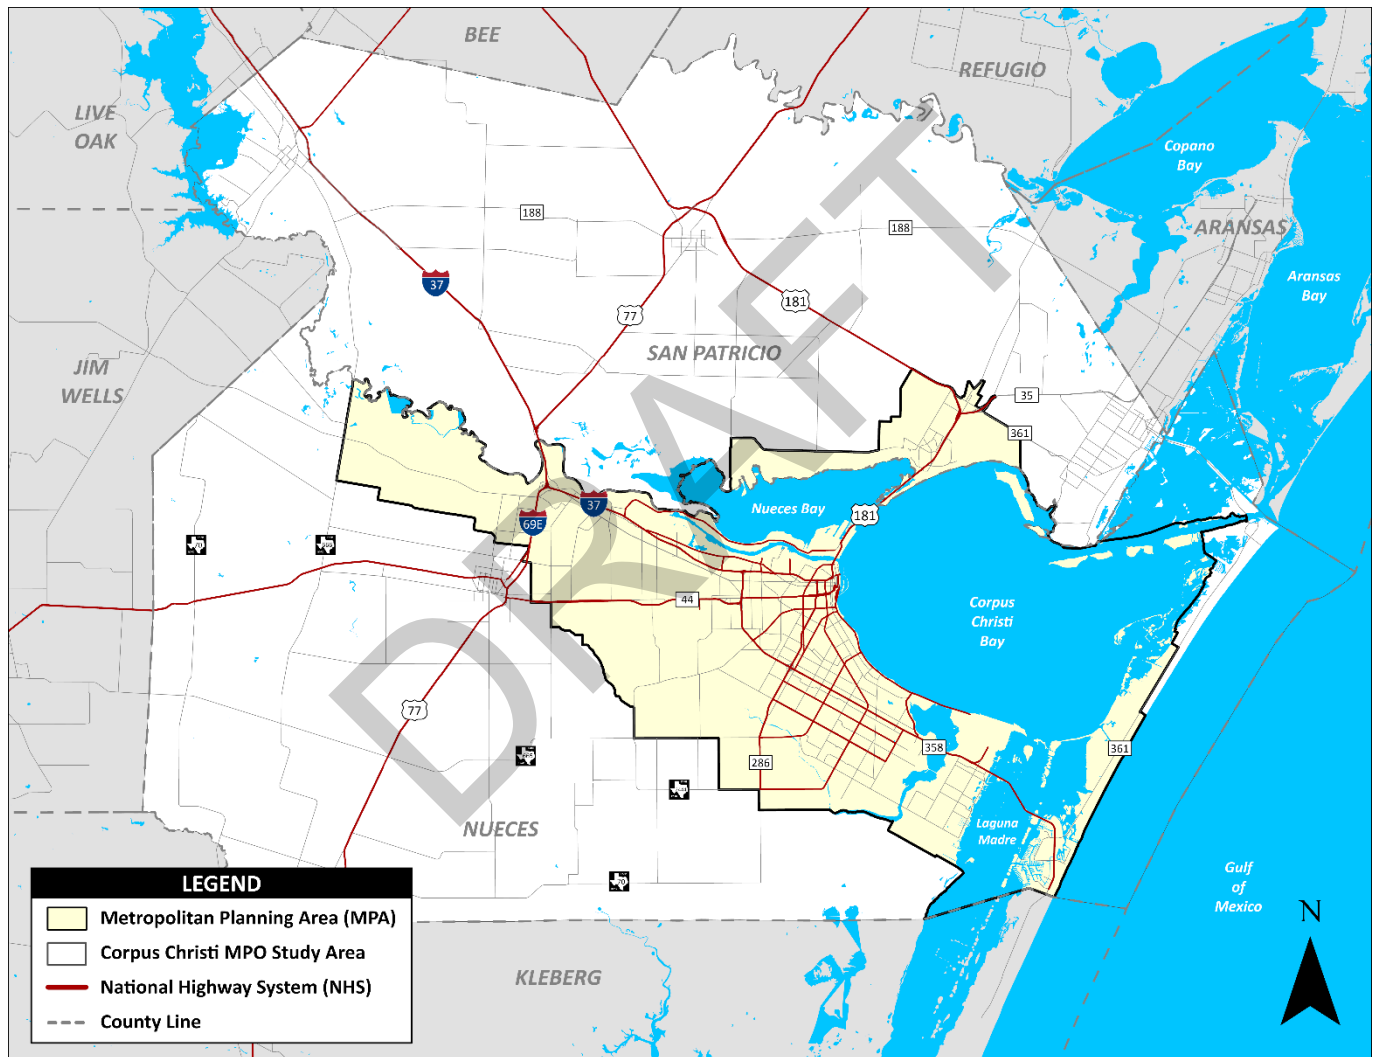 BEE
REFUGIO
LIVE
OAK
Copano
Bay
188
188
ARANSAS
Aransas
Bay
37
181
77
SAN PATRICIO
JIM
WELLS
35
361
DRAFT
Nueces Bay
37
181
69E
44
Corpus
Christi
Bay
77
358
361
286
NUECES
Laguna
Madre
Gulf
of
Mexico
N
KLEBERG
LEGEND
Metropolitan Planning Area (MPA)
Corpus Christi MPO Study Area
National Highway System (NHS)
County Line